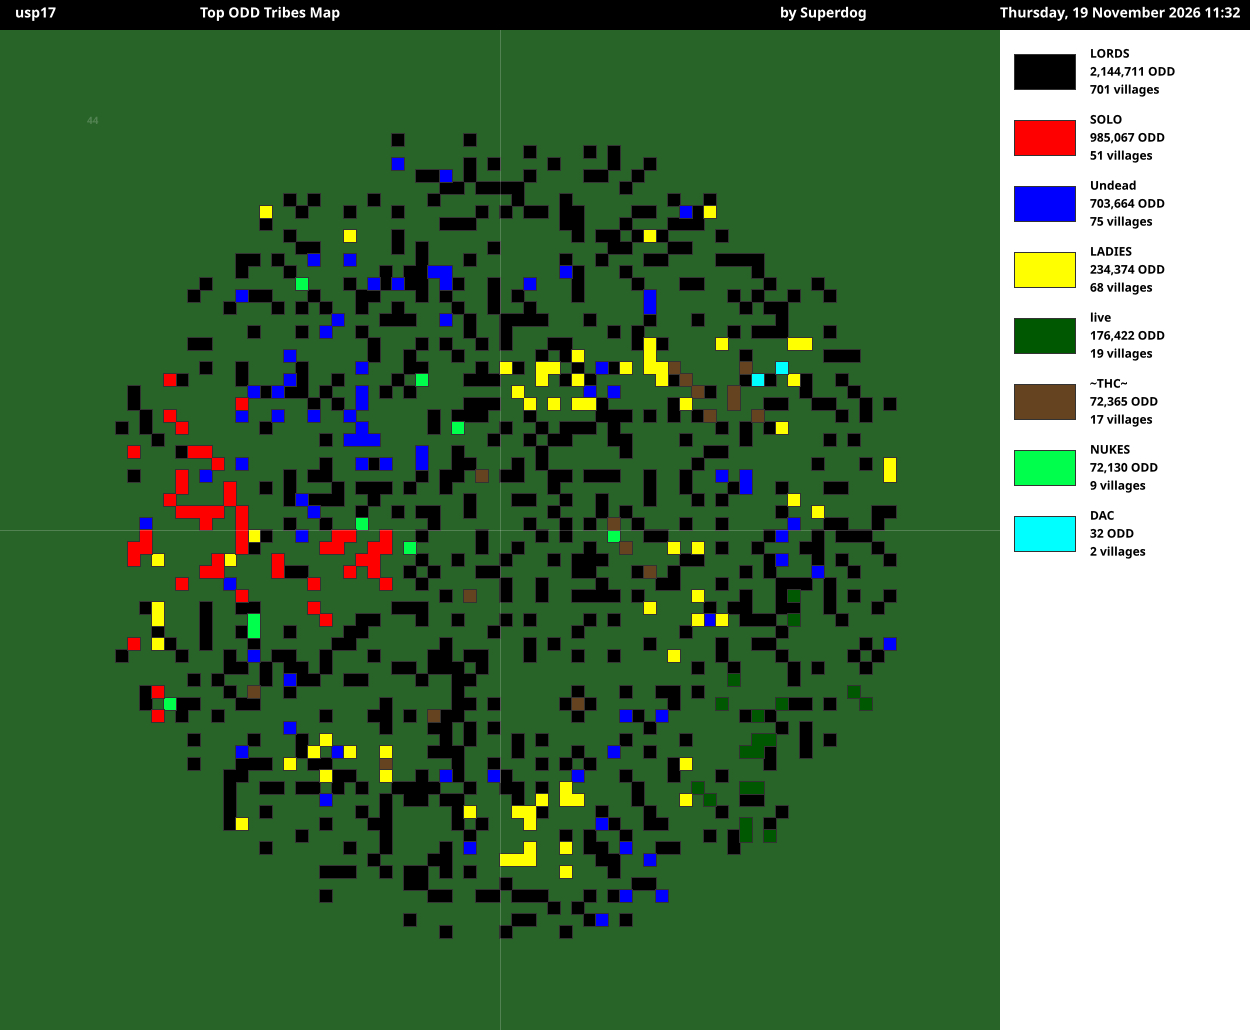 usp17 Top ODD Tribes Map by Superdog Thursday, 19 November 2026 11:32
44
LORDS
2,144,711 ODD
701 villages
SOLO
985,067 ODD
51 villages
Undead
703,664 ODD
75 villages
LADIES
234,374 ODD
68 villages
live
176,422 ODD
19 villages
~THC~
72,365 ODD
17 villages
NUKES
72,130 ODD
9 villages
DAC
32 ODD
2 villages